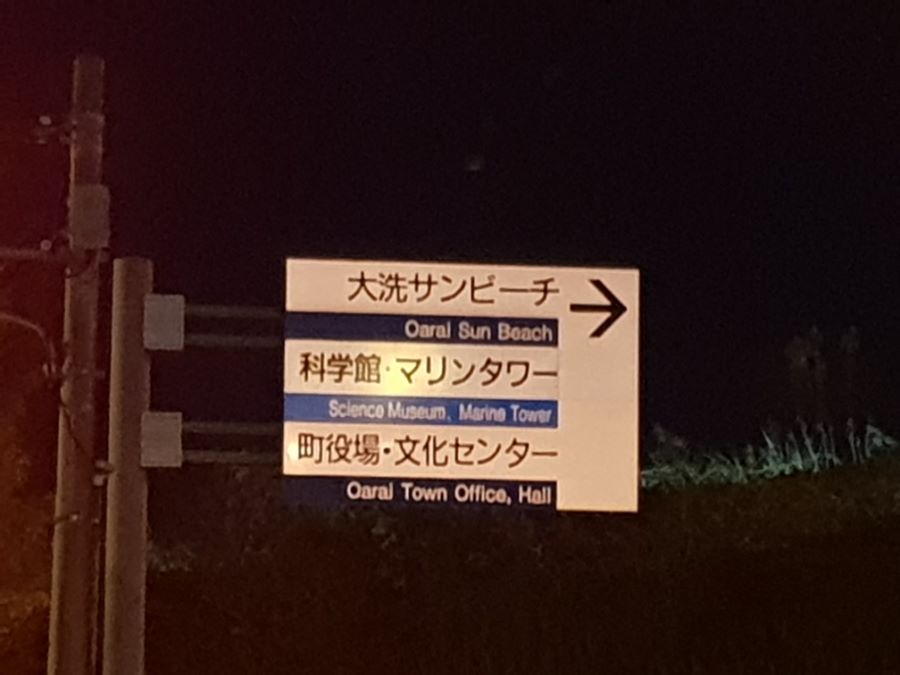 大洗サンビーチ →
Oarai Sun Beach
科学館・マリンタワー
Science Museum, Marine Tower
町役場・文化センター
Oarai Town Office, Hall